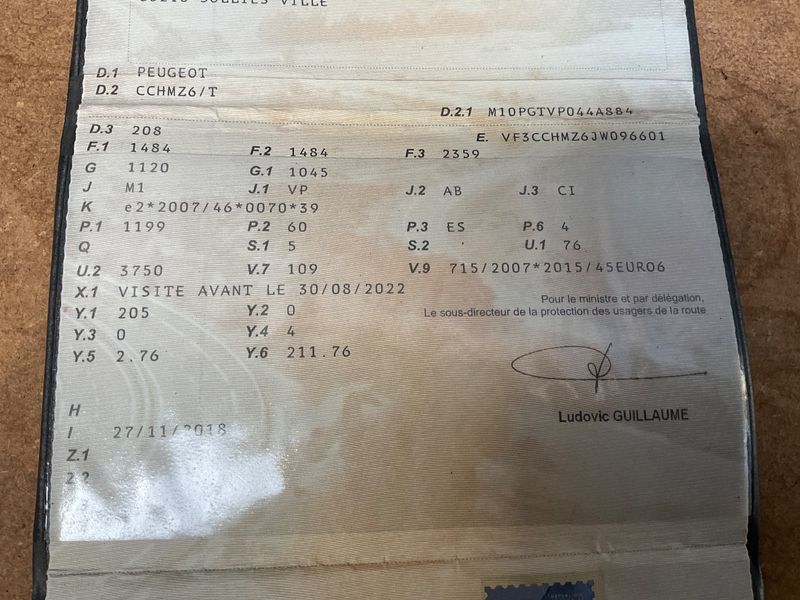 D.1 PEUGEOT
D.2 CCHMZ6/T
D.2.1 M10PGTVP044A884
D.3 208
E. VF3CCHMZ6JW096601
F.1 1484 F.2 1484 F.3 2359
G 1120 G.1 1045
J M1 J.1 VP J.2 AB J.3 CI
K e2*2007/46*0070*39
P.1 1199 P.2 60 P.3 ES P.6 4
Q S.1 5 S.2 U.1 76
U.2 3750 V.7 109 V.9 715/2007*2015/45EURO6
X.1 VISITE AVANT LE 30/08/2022
Pour le ministre et par délégation,
Le sous-directeur de la protection des usagers de la route
Y.1 205 Y.2 0
Y.3 0 Y.4 4
Y.5 2.76 Y.6 211.76
Ludovic GUILLAUME
H
I 27/11/2018
Z.1